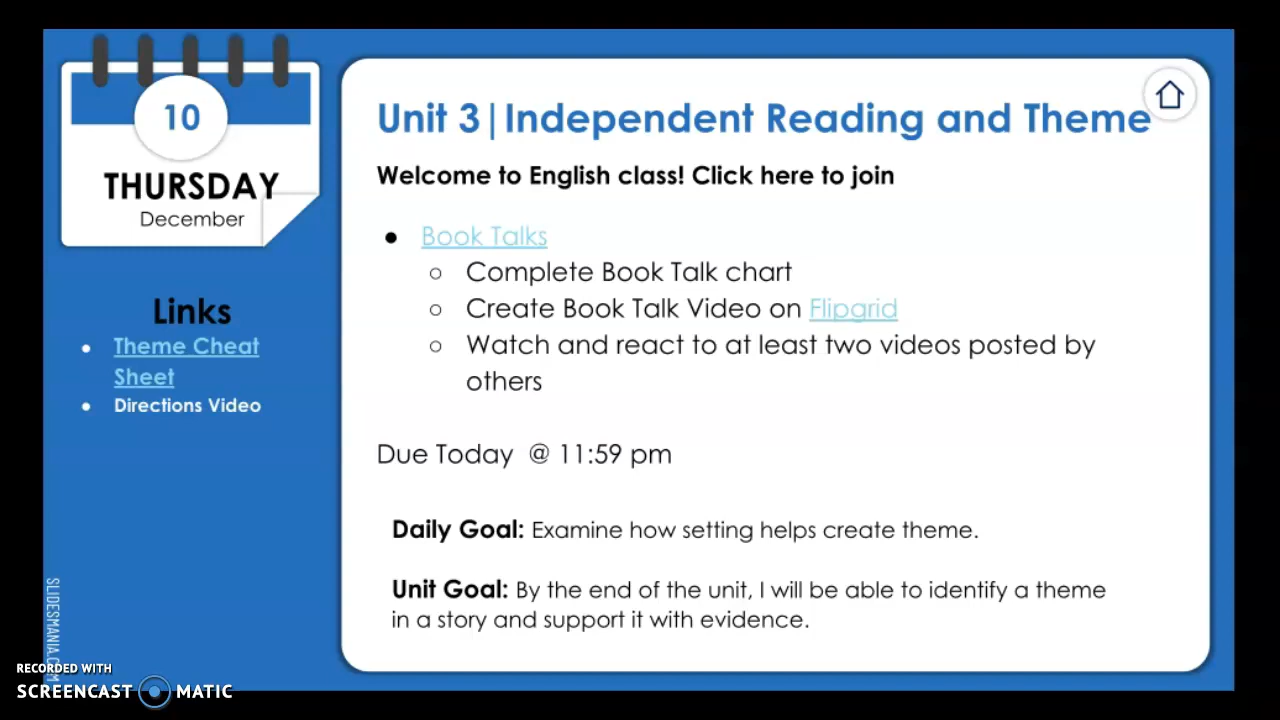 10
THURSDAY
December
Links
● Theme Cheat
Sheet
● Directions Video
SLIDESMANIA.COM
Unit 3|Independent Reading and Theme
Welcome to English class! Click here to join
● Book Talks
○ Complete Book Talk chart
○ Create Book Talk Video on Flipgrid
○ Watch and react to at least two videos posted by
others
Due Today @ 11:59 pm
Daily Goal: Examine how setting helps create theme.
Unit Goal: By the end of the unit, I will be able to identify a theme
in a story and support it with evidence.
RECORDED WITH
SCREENCAST MATIC